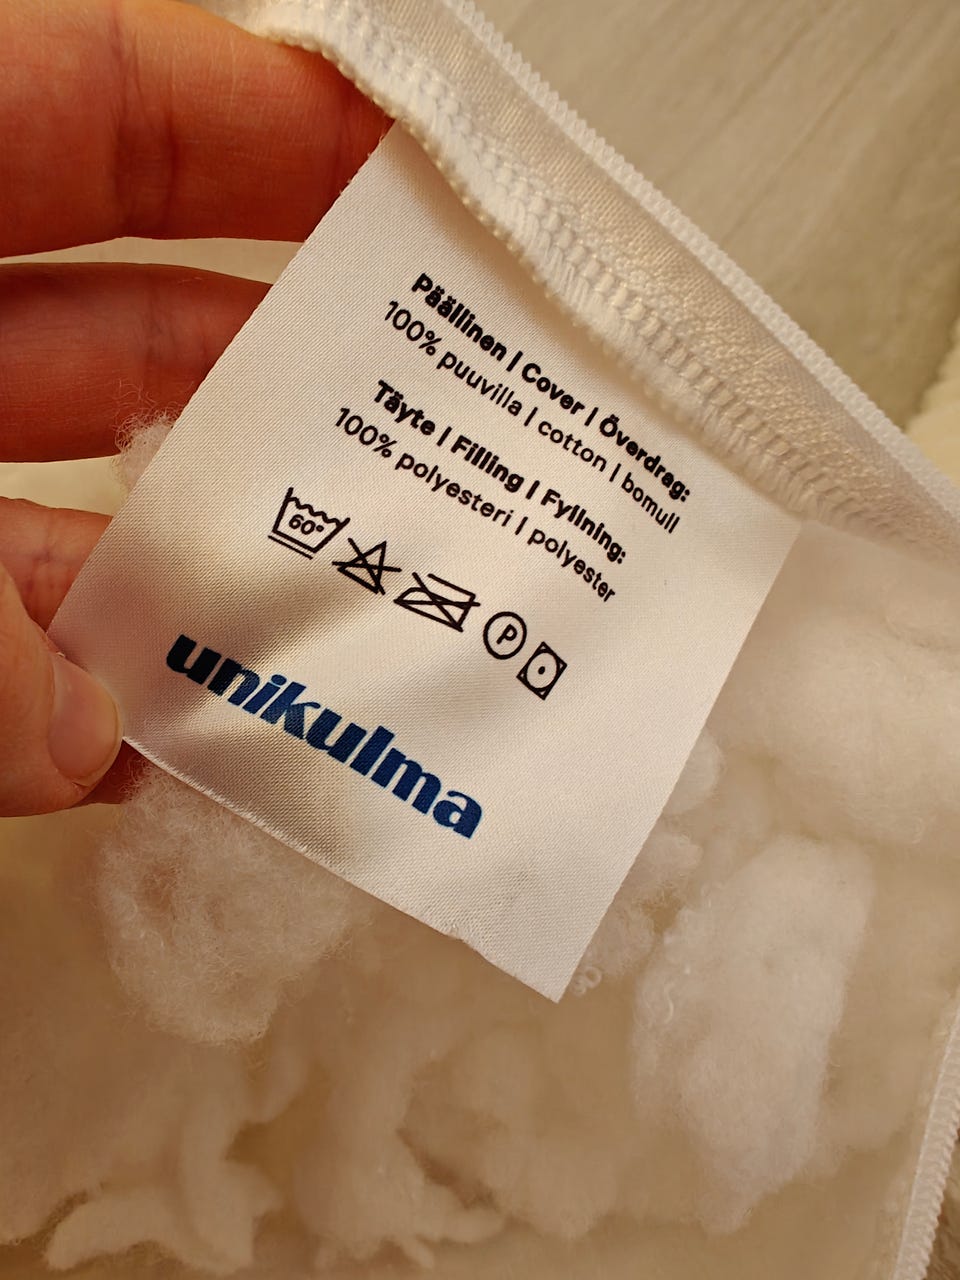 Päällinen | Cover | Överdrag:
100% puuvilla | cotton | bomull
Täyte | Filling | Fyllning:
100% polyesteri | polyester
60° P
unikulma